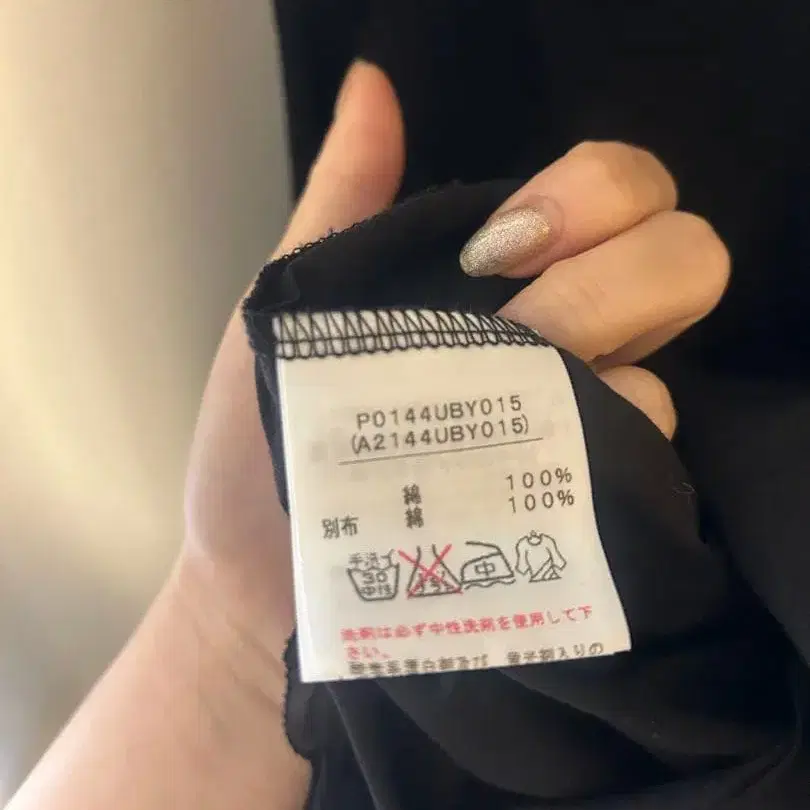 P0144UBY015
(A2144UBY015)
綿 100%
別布 綿 100%
手洗イ
30
中性
中
洗剤は必ず中性洗剤を使用して下
さい。